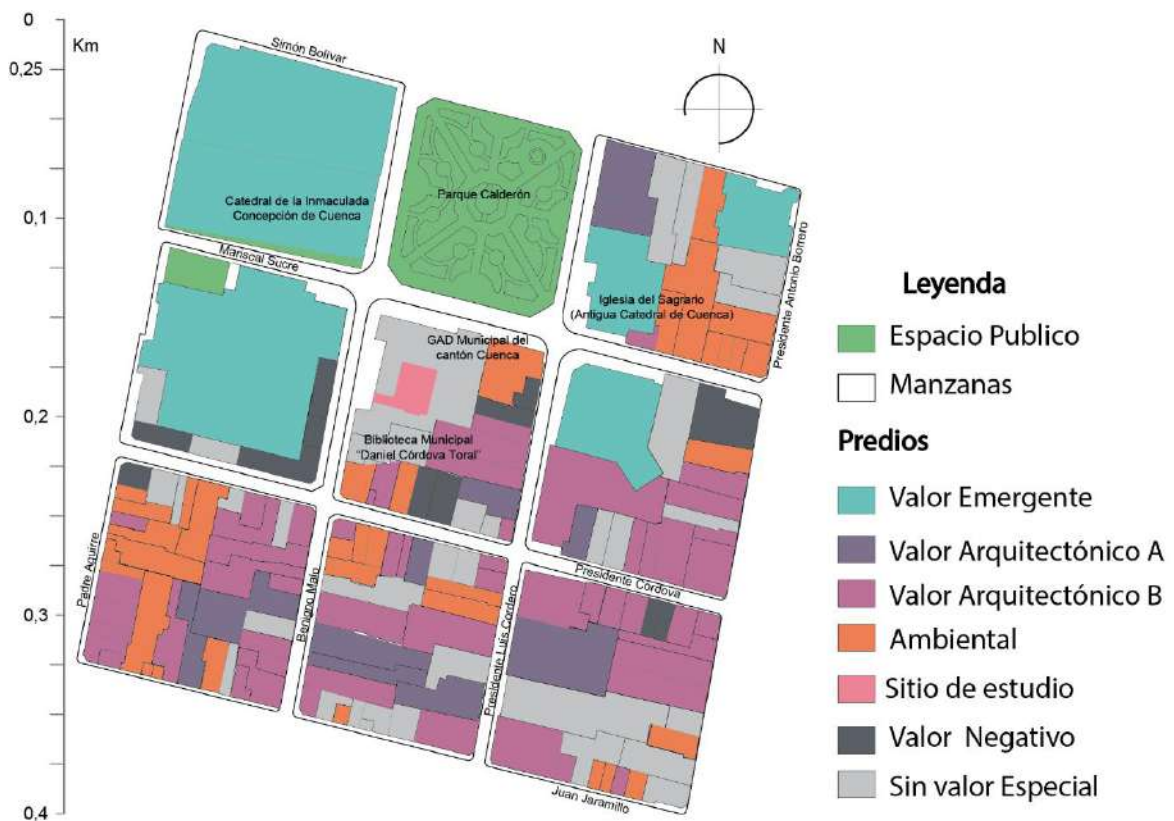 0
Km
0,25
0,1
0,2
0,3
0,4
N
Simón Bolívar
Catedral de la Inmaculada
Concepción de Cuenca
Parque Calderón
Mariscal Sucre
Presidente Antonio Borrero
Iglesia del Sagrario
(Antigua Catedral de Cuenca)
GAD Municipal del
cantón Cuenca
Biblioteca Municipal
"Daniel Córdova Toral"
Padre Aguirre
Benigno Malo
Presidente Luis Cordero
Presidente Córdova
Juan Jaramillo
Leyenda
Espacio Publico
Manzanas
Predios
Valor Emergente
Valor Arquitectónico A
Valor Arquitectónico B
Ambiental
Sitio de estudio
Valor Negativo
Sin valor Especial